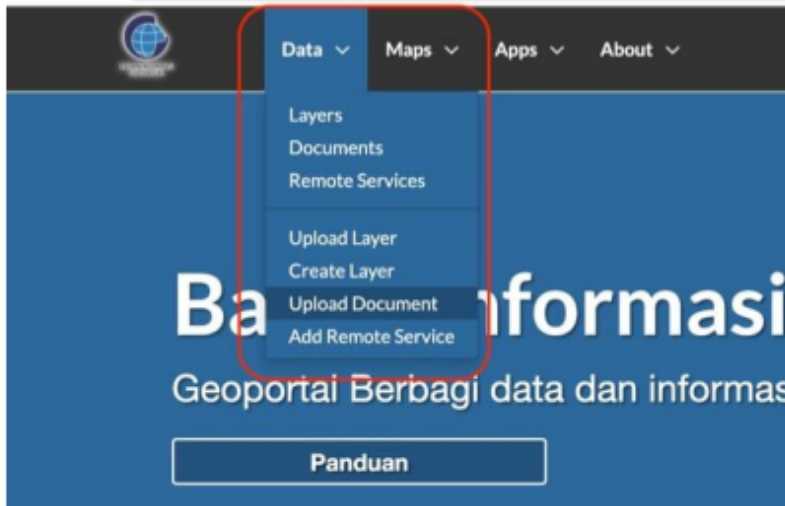 Data Maps Apps About
Layers
Documents
Remote Services
Upload Layer
Create Layer
Upload Document
Add Remote Service
Ba nformasi
Geoportal Berbagi data dan informas
Panduan